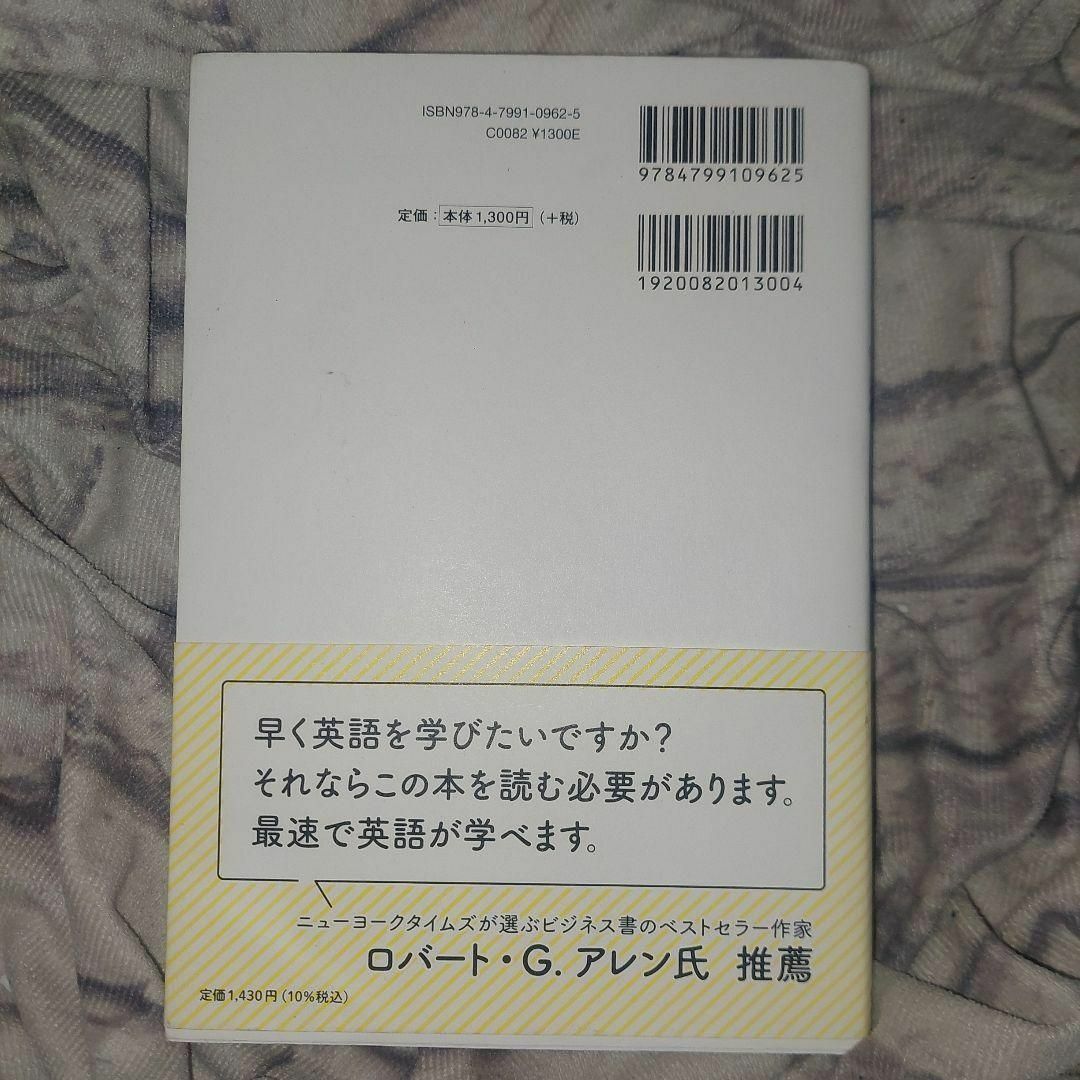 ISBN978-4-7991-0962-5
C0082 ¥1300E
9784799109625
定価：本体1,300円（+税）
1920082013004
早く英語を学びたいですか？
それならこの本を読む必要があります。
最速で英語が学べます。
ニューヨークタイムズが選ぶビジネス書のベストセラー作家
ロバート・G. アレン氏 推薦
定価1,430円（10%税込）